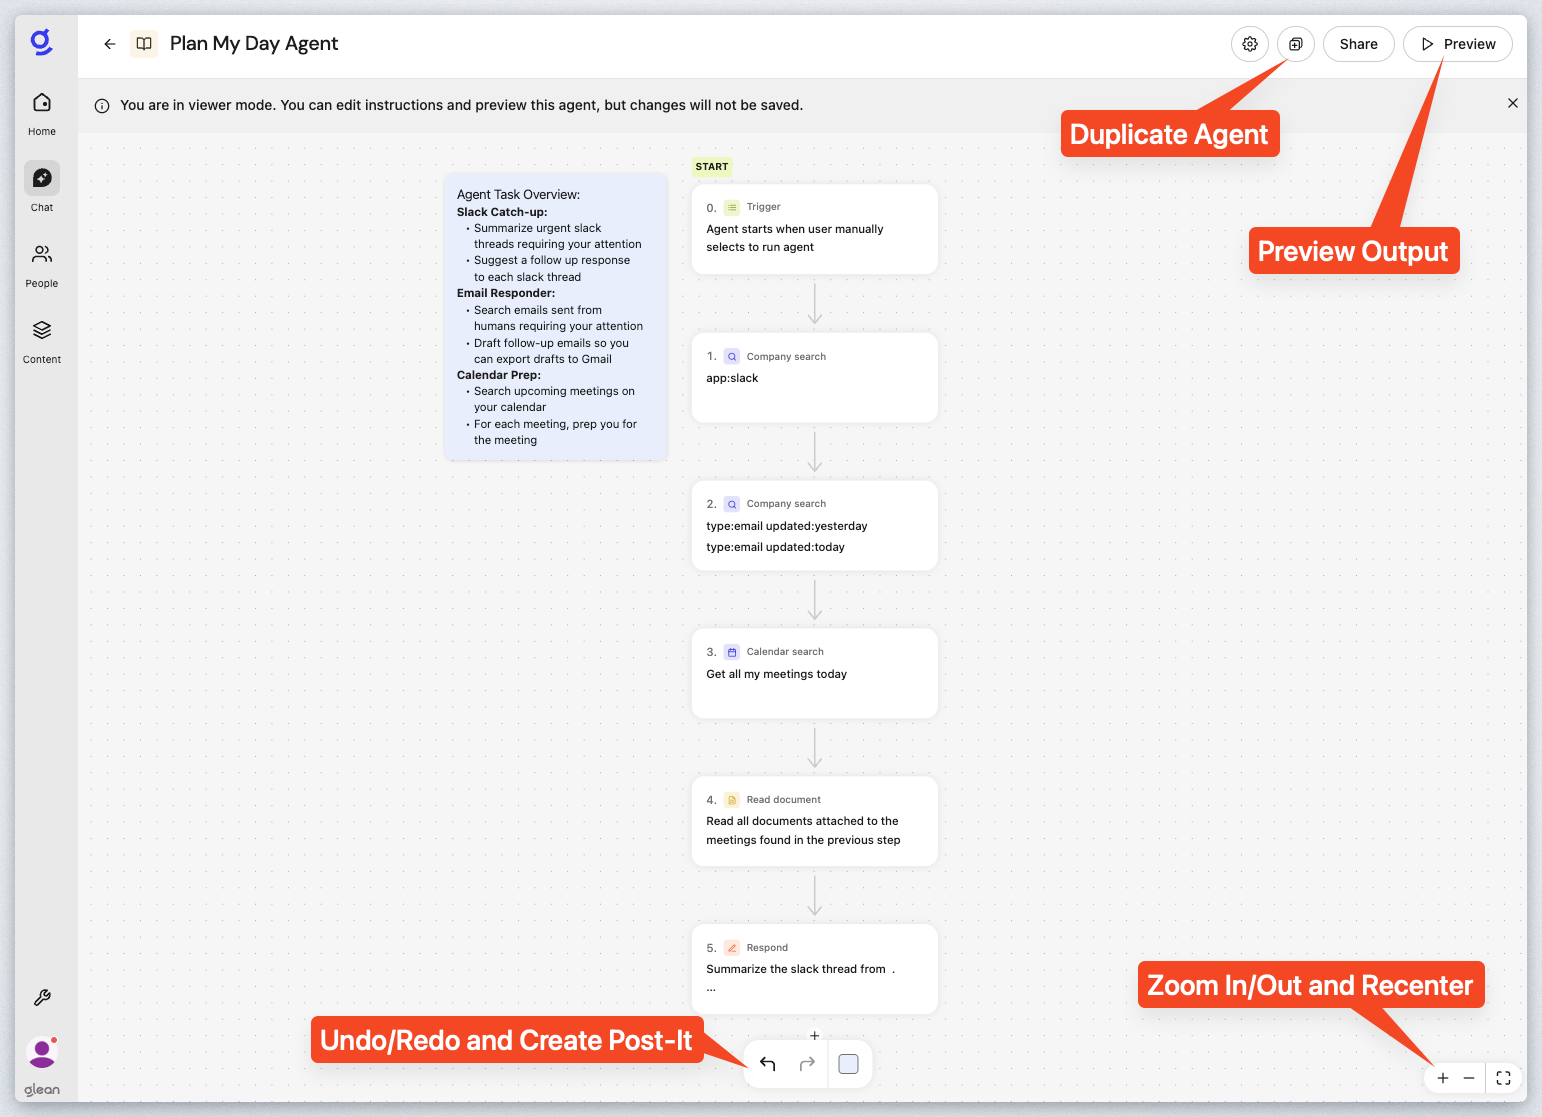 Plan My Day Agent
Share
Preview
You are in viewer mode. You can edit instructions and preview this agent, but changes will not be saved.
Duplicate Agent
Preview Output
Home
Chat
People
Content
glean
Agent Task Overview:
Slack Catch-up:
• Summarize urgent slack
threads requiring your attention
• Suggest a follow up response
to each slack thread
Email Responder:
• Search emails sent from
humans requiring your attention
• Draft follow-up emails so you
can export drafts to Gmail
Calendar Prep:
• Search upcoming meetings on
your calendar
• For each meeting, prep you for
the meeting
START
0. Trigger
Agent starts when user manually
selects to run agent
1. Company search
app:slack
2. Company search
type:email updated:yesterday
type:email updated:today
3. Calendar search
Get all my meetings today
4. Read document
Read all documents attached to the
meetings found in the previous step
5. Respond
Summarize the slack thread from .
...
Undo/Redo and Create Post-It
Zoom In/Out and Recenter